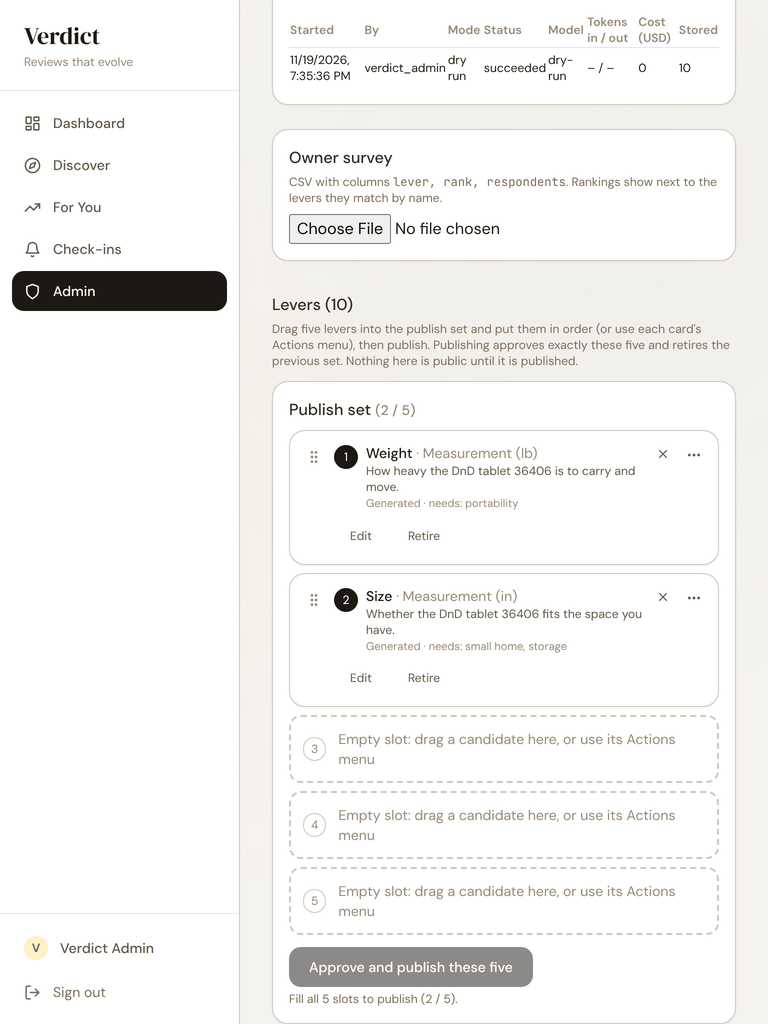 Verdict
Reviews that evolve
Dashboard
Discover
For You
Check-ins
Admin
V Verdict Admin
Sign out
Started By Mode Status Model Tokens in / out Cost (USD) Stored
11/19/2026, 7:35:36 PM verdict_admin dry run succeeded dry-run – / – 0 10
Owner survey
CSV with columns lever, rank, respondents. Rankings show next to the
levers they match by name.
Choose File No file chosen
Levers (10)
Drag five levers into the publish set and put them in order (or use each card's
Actions menu), then publish. Publishing approves exactly these five and retires the
previous set. Nothing here is public until it is published.
Publish set (2 / 5)
1 Weight · Measurement (lb)
How heavy the DnD tablet 36406 is to carry and
move.
Generated · needs: portability
Edit Retire
2 Size · Measurement (in)
Whether the DnD tablet 36406 fits the space you
have.
Generated · needs: small home, storage
Edit Retire
3 Empty slot: drag a candidate here, or use its Actions
menu
4 Empty slot: drag a candidate here, or use its Actions
menu
5 Empty slot: drag a candidate here, or use its Actions
menu
Approve and publish these five
Fill all 5 slots to publish (2 / 5).